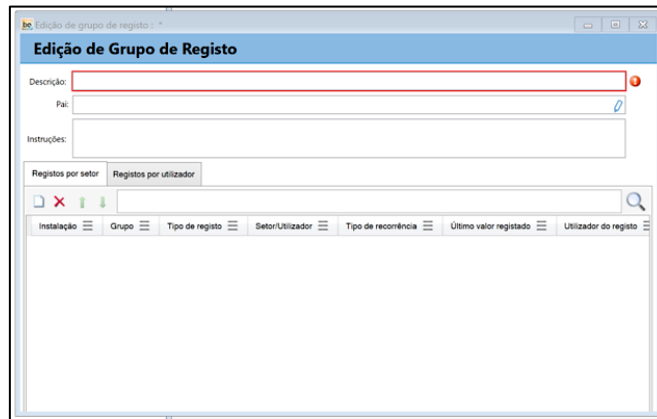 be Edição de grupo de registo : *
Edição de Grupo de Registo
Descrição:
Pai:
Instruções:
Registos por setor Registos por utilizador
Instalação Grupo Tipo de registo Setor/Utilizador Tipo de recorrência Último valor registado Utilizador do registo